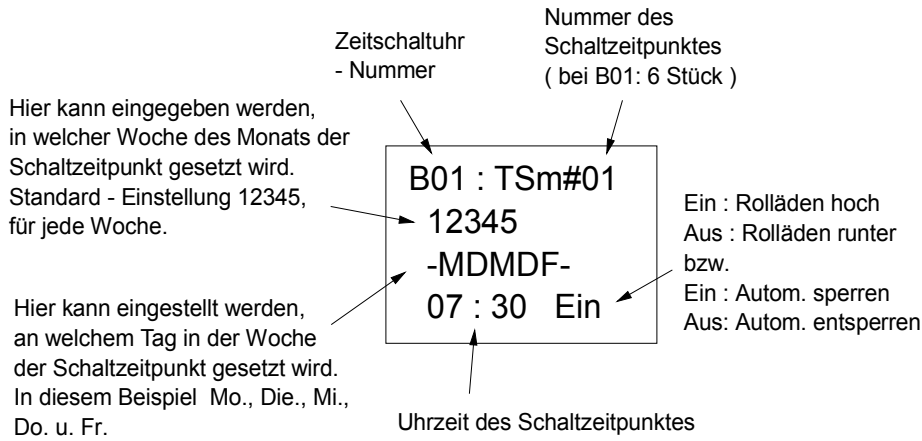 Zeitschaltuhr
- Nummer
Nummer des
Schaltzeitpunktes
( bei B01: 6 Stück )
Hier kann eingegeben werden,
in welcher Woche des Monats der
Schaltzeitpunkt gesetzt wird.
Standard - Einstellung 12345,
für jede Woche.
B01 : TSm#01
12345
-MDMDF-
07 : 30 Ein
Ein : Rolläden hoch
Aus : Rolläden runter
bzw.
Ein : Autom. sperren
Aus: Autom. entsperren
Hier kann eingestellt werden,
an welchem Tag in der Woche
der Schaltzeitpunkt gesetzt wird.
In diesem Beispiel Mo., Die., Mi.,
Do. u. Fr.
Uhrzeit des Schaltzeitpunktes